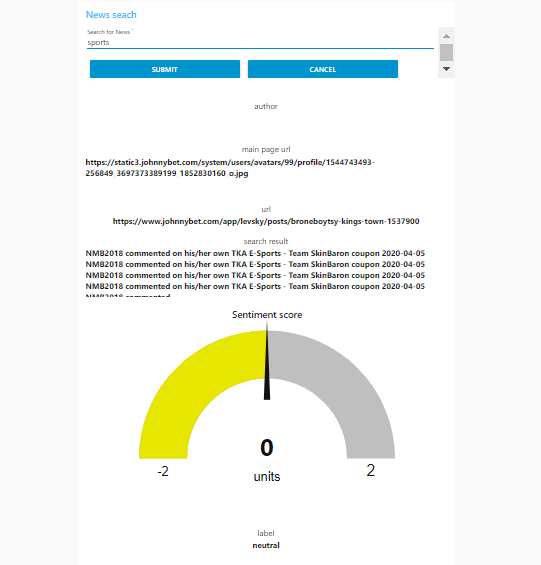 News seach
Search for News *
sports
SUBMIT
CANCEL
author
main page url
https://static3.johnnybet.com/system/users/avatars/99/profile/1544743493-
256849_3697373389199_1852830160_o.jpg
url
https://www.johnnybet.com/app/levsky/posts/broneboytsy-kings-town-1537900
search result
NMB2018 commented on his/her own TKA E-Sports - Team SkinBaron coupon 2020-04-05
NMB2018 commented on his/her own TKA E-Sports - Team SkinBaron coupon 2020-04-05
NMB2018 commented on his/her own TKA E-Sports - Team SkinBaron coupon 2020-04-05
NMB2018 commented on his/her own TKA E-Sports - Team SkinBaron coupon 2020-04-05
NMB2018 commented
Sentiment score
0
units
-2
2
label
neutral